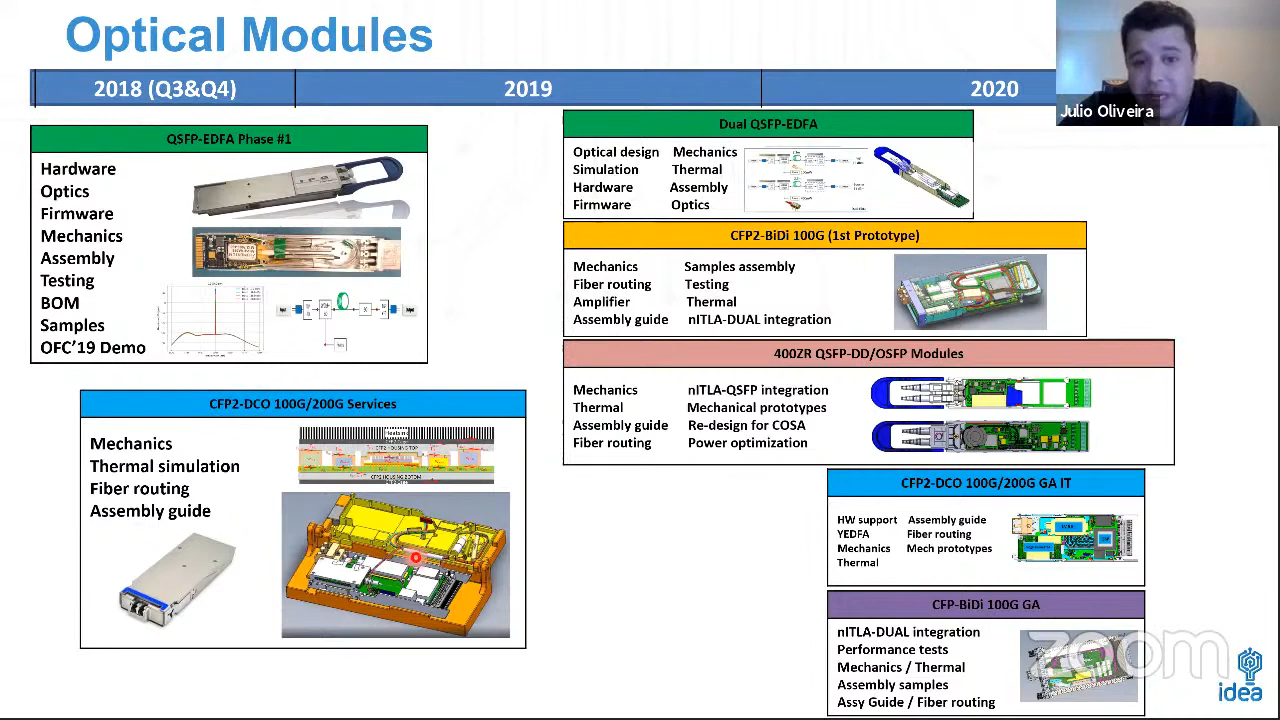 Optical Modules
2018 (Q3&Q4)
2019
2020
Julio Oliveira
QSFP-EDFA Phase #1
Hardware
Optics
Firmware
Mechanics
Assembly
Testing
BOM
Samples
OFC’19 Demo
CFP2-DCO 100G/200G Services
Mechanics
Thermal simulation
Fiber routing
Assembly guide
CFP2 HOUSING TOP
CFP2 HOUSING BOTOM
Dual QSFP-EDFA
Optical design Mechanics
Simulation Thermal
Hardware Assembly
Firmware Optics
CFP2-BiDi 100G (1st Prototype)
Mechanics Samples assembly
Fiber routing Testing
Amplifier Thermal
Assembly guide nITLA-DUAL integration
400ZR QSFP-DD/OSFP Modules
Mechanics nITLA-QSFP integration
Thermal Mechanical prototypes
Assembly guide Re-design for COSA
Fiber routing Power optimization
CFP2-DCO 100G/200G GA IT
HW support Assembly guide
YEDFA Fiber routing
Mechanics Mech prototypes
Thermal
CFP-BiDi 100G GA
nITLA-DUAL integration
Performance tests
Mechanics / Thermal
Assembly samples
Assy Guide / Fiber routing
zoom
idea